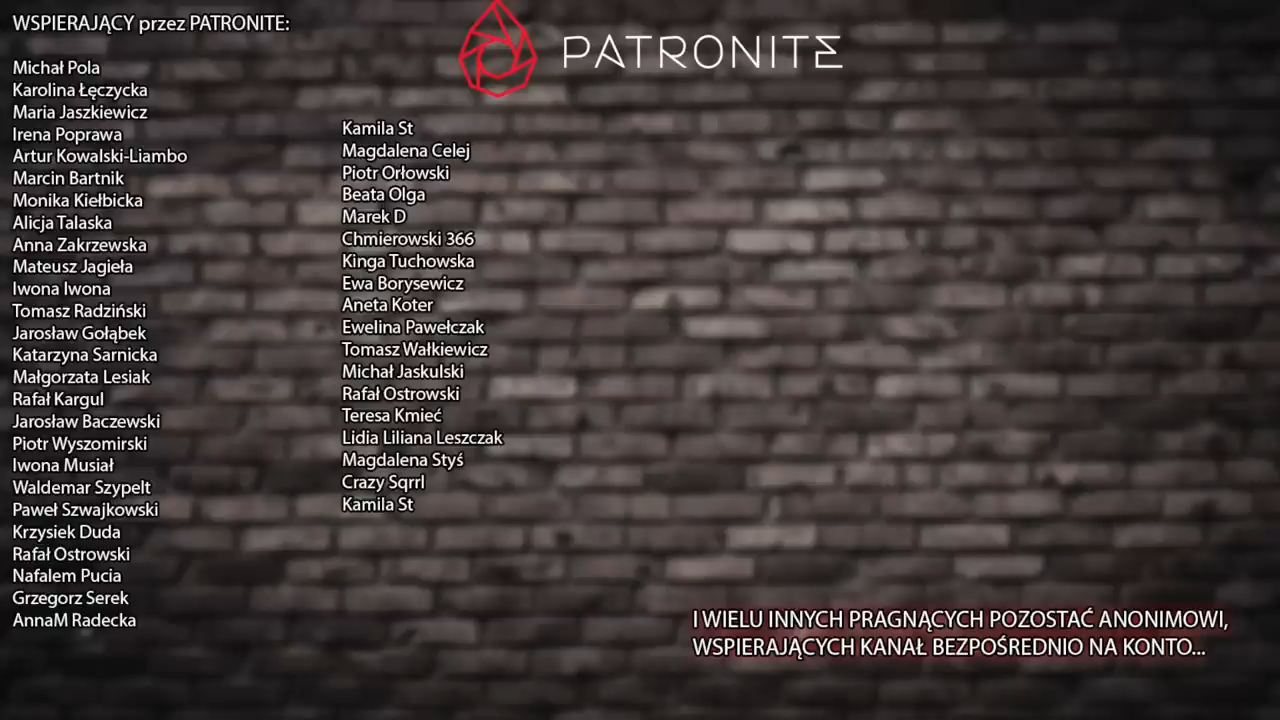 WSPIERAJĄCY przez PATRONITE:
PATRONITE
Michał Pola
Karolina Łęczycka
Maria Jaszkiewicz
Irena Poprawa
Artur Kowalski-Liambo
Marcin Bartnik
Monika Kiełbicka
Alicja Talaska
Anna Zakrzewska
Mateusz Jagieła
Iwona Iwona
Tomasz Radziński
Jarosław Gołąbek
Katarzyna Sarnicka
Małgorzata Lesiak
Rafał Kargul
Jarosław Baczewski
Piotr Wyszomirski
Iwona Musiał
Waldemar Szypelt
Paweł Szwajkowski
Krzysiek Duda
Rafał Ostrowski
Nafalem Pucia
Grzegorz Serek
AnnaM Radecka
Kamila St
Magdalena Celej
Piotr Orłowski
Beata Olga
Marek D
Chmierowski 366
Kinga Tuchowska
Ewa Borysewicz
Aneta Koter
Ewelina Pawełczak
Tomasz Wałkiewicz
Michał Jaskulski
Rafał Ostrowski
Teresa Kmieć
Lidia Liliana Leszczak
Magdalena Styś
Crazy Sqrrl
Kamila St
I WIELU INNYCH PRAGNĄCYCH POZOSTAĆ ANONIMOWI,
WSPIERAJĄCYCH KANAŁ BEZPOŚREDNIO NA KONTO...